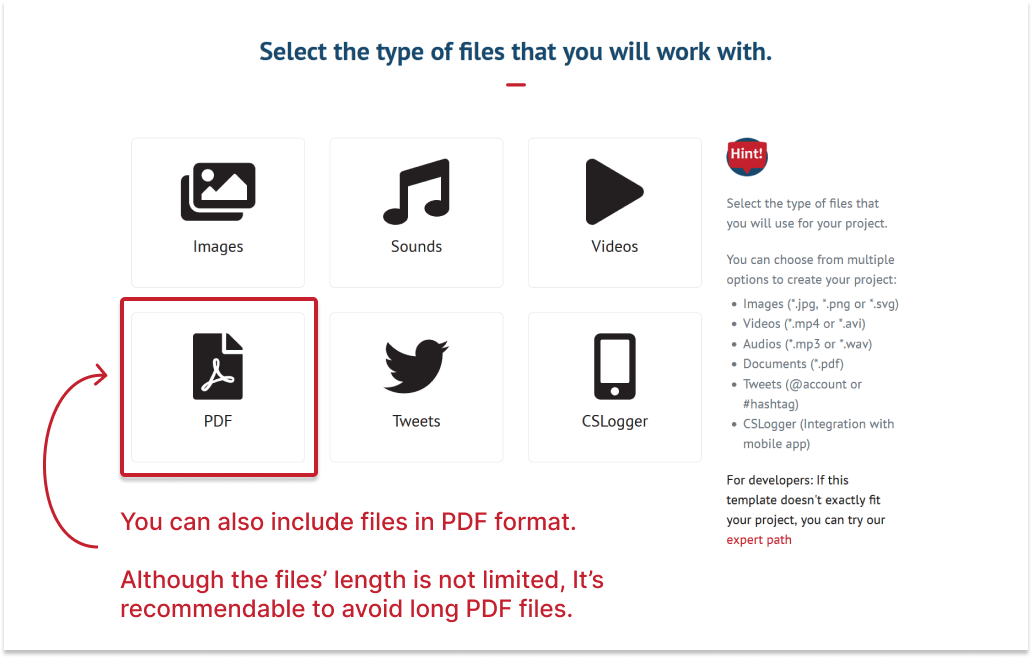 Select the type of files that you will work with.
Images
Sounds
Videos
PDF
Tweets
CSLogger
Hint!
Select the type of files that
you will use for your project.
You can choose from multiple
options to create your project:
• Images (*.jpg, *.png or *.svg)
• Videos (*.mp4 or *.avi)
• Audios (*.mp3 or *.wav)
• Documents (*.pdf)
• Tweets (@account or
#hashtag)
• CSLogger (Integration with
mobile app)
For developers: If this
template doesn't exactly fit
your project, you can try our
expert path
You can also include files in PDF format.
Although the files’ length is not limited, It’s
recommendable to avoid long PDF files.